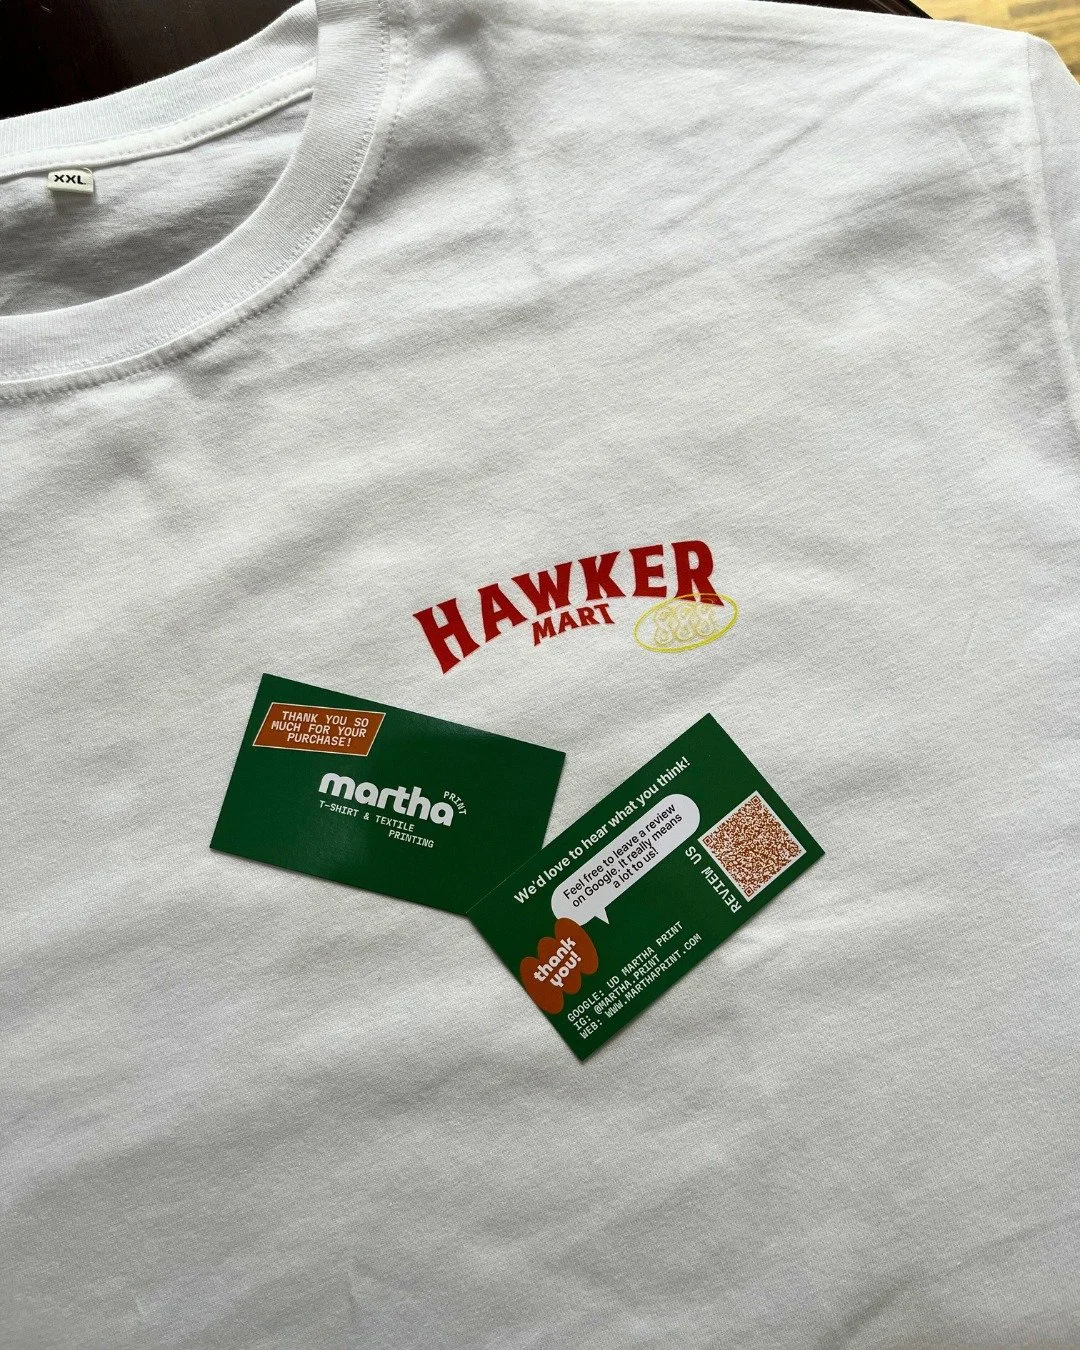 XXL
HAWKER
MART
888
THANK YOU SO
MUCH FOR YOUR
PURCHASE!
martha
PRINT
T-SHIRT & TEXTILE
PRINTING
We'd love to hear what you think!
Feel free to leave a review
on Google. It really means
a lot to us!
REVIEW US
thank
you!
GOOGLE: UD MARTHA PRINT
IG: @MARTHA.PRINT
WEB: WWW.MARTHAPRINT.COM